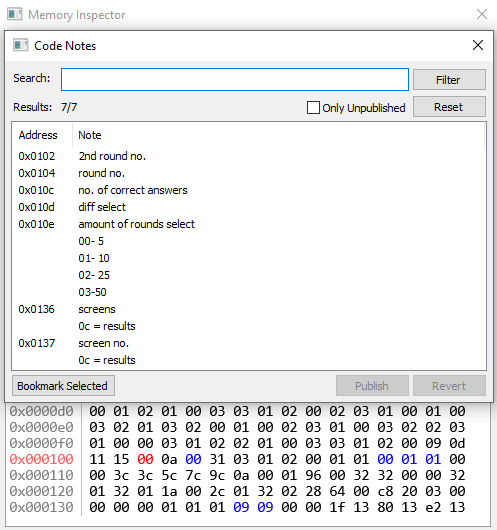 Memory Inspector
Code Notes
Search:
Filter
Results: 7/7
Only Unpublished
Reset
Address Note
0x0102 2nd round no.
0x0104 round no.
0x010c no. of correct answers
0x010d diff select
0x010e amount of rounds select
00- 5
01- 10
02- 25
03-50
0x0136 screens
0c = results
0x0137 screen no.
0c = results
Bookmark Selected
Publish
Revert
0x0000d0 00 01 02 01 00 03 03 01 02 00 02 03 01 00 01 00
0x0000e0 03 02 01 03 02 00 01 00 02 03 01 00 03 02 01 03
0x0000f0 01 00 00 03 01 02 02 01 00 03 03 01 02 00 09 0d
0x000100 11 15 00 0a 00 31 03 01 02 00 01 01 00 01 01 00
0x000110 00 3c 3c 5c 7c 9c 0a 00 01 96 00 32 32 00 00 32
0x000120 01 32 01 1a 00 2c 01 32 02 28 64 00 c8 20 03 00
0x000130 00 00 00 01 01 01 09 09 00 00 1f 13 80 13 e2 13